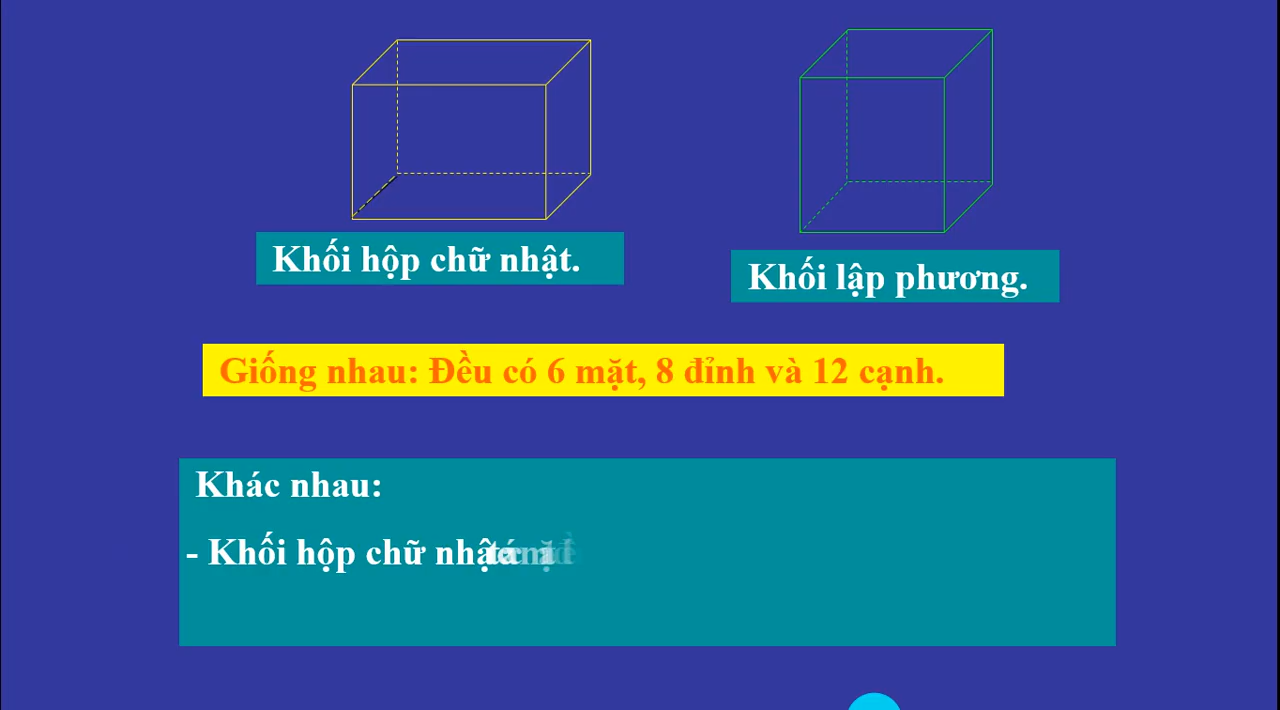 Khối hộp chữ nhật.
Khối lập phương.
Giống nhau: Đều có 6 mặt, 8 đỉnh và 12 cạnh.
Khác nhau:
- Khối hộp chữ